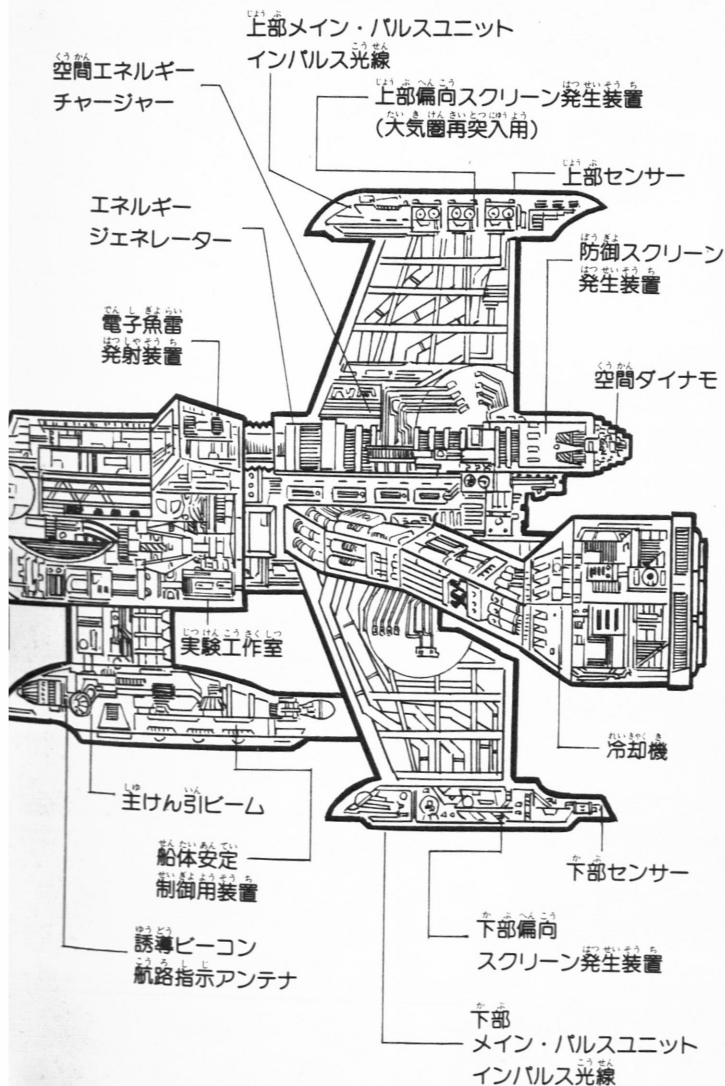 上部メイン・パルスユニット
インパルス光線
空間エネルギー
チャージャー
上部偏向スクリーン発生装置
(大気圏再突入用)
上部センサー
エネルギー
ジェネレーター
防御スクリーン
発生装置
電子魚雷
発射装置
空間ダイナモ
実験工作室
冷却機
主けん引ビーム
船体安定
制御用装置
下部センサー
誘導ビーコン
航路指示アンテナ
下部偏向
スクリーン発生装置
下部
メイン・パルスユニット
インパルス光線